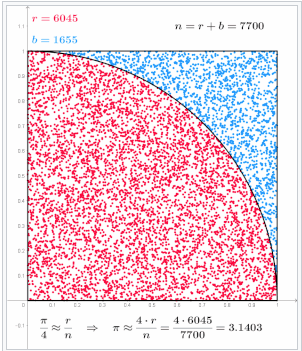 r = 6045
n = r + b = 7700
b = 1655
1.1
1
0.9
0.8
0.7
0.6
0.5
0.4
0.3
0.2
0.1
0 0.1 0.2 0.3 0.4 0.5 0.6 0.7 0.8 0.9 1
-0.1
π/4 ≈ r/n ⇒ π ≈ 4 · r/n = 4 · 6045/7700 = 3.1403